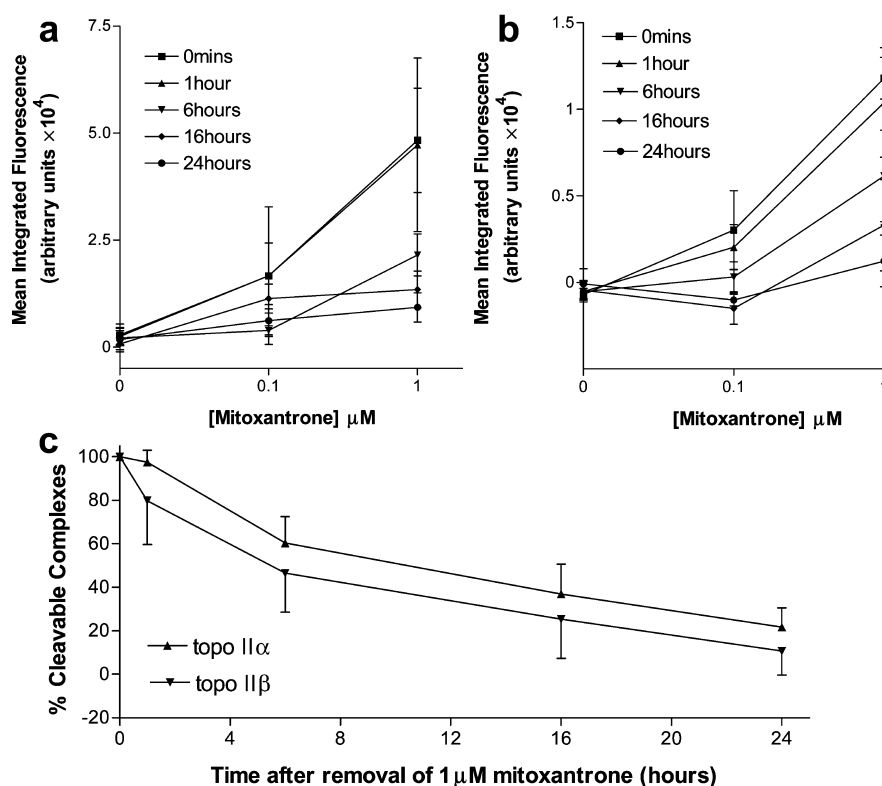 a
Mean Integrated Fluorescence
(arbitrary units ×10⁴)
7.5
5.0
2.5
0
0mins
1hour
6hours
16hours
24hours
0
0.1
1
[Mitoxantrone] μM
b
Mean Integrated Fluorescence
(arbitrary units ×10⁴)
1.5
1
0.5
0
0mins
1hour
6hours
16hours
24hours
0
0.1
[Mitoxantrone] μM
c
% Cleavable Complexes
100
80
60
40
20
0
-20
topo IIα
topo IIβ
0
4
8
12
16
20
24
Time after removal of 1μM mitoxantrone (hours)